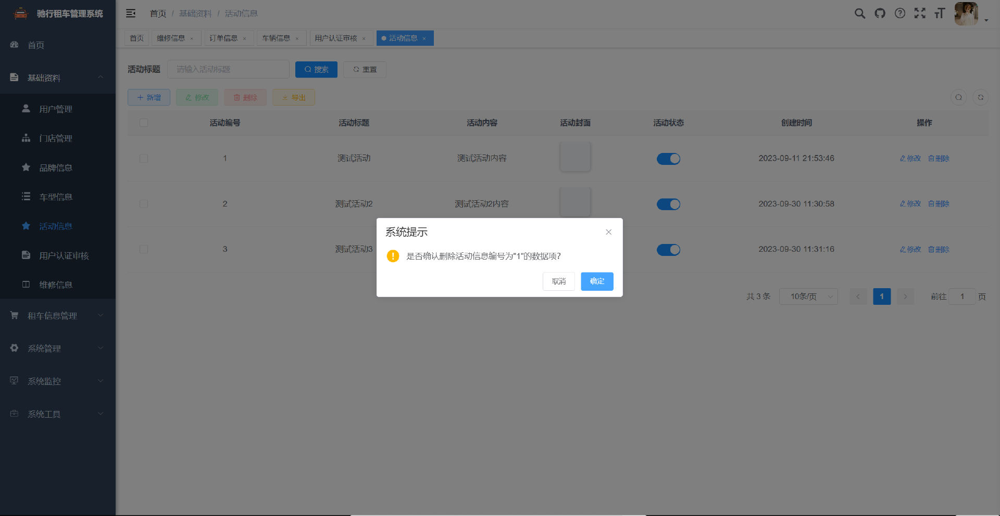 驰行租车管理系统
首页 / 基础资料 / 活动信息
首页
维修信息 ×
订单信息 ×
车辆信息 ×
用户认证审核 ×
活动信息 ×
首页
基础资料
用户管理
门店管理
品牌信息
车型信息
活动信息
用户认证审核
维修信息
租车信息管理
系统管理
系统监控
系统工具
活动标题 请输入活动标题 搜索 重置
新增 修改 删除 导出
活动编号 活动标题 活动内容 活动封面 活动状态 创建时间 操作
1 测试活动 测试活动内容 2023-09-11 21:53:46 修改 删除
2 测试活动2 测试活动2内容 2023-09-30 11:30:58 修改 删除
3 测试活动3 2023-09-30 11:31:16 修改 删除
系统提示
是否确认删除活动信息编号为"1"的数据项?
取消 确定
共 3 条 10条/页 1 前往 1 页